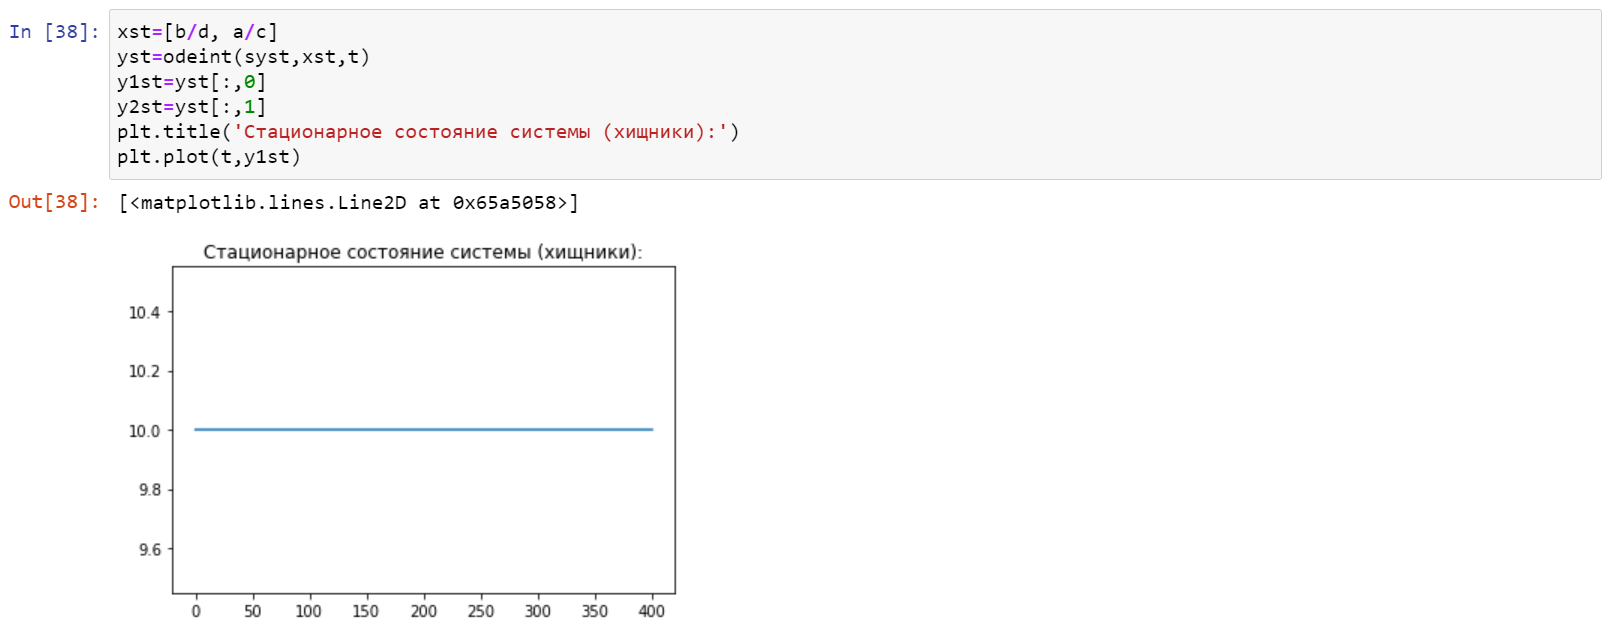 In [38]: xst=[b/d, a/c]
yst=odeint(syst,xst,t)
y1st=yst[:,0]
y2st=yst[:,1]
plt.title('Стационарное состояние системы (хищники):')
plt.plot(t,y1st)
Out[38]: [<matplotlib.lines.Line2D at 0x65a5058>]
Стационарное состояние системы (хищники):
10.4
10.2
10.0
9.8
9.6
0 50 100 150 200 250 300 350 400